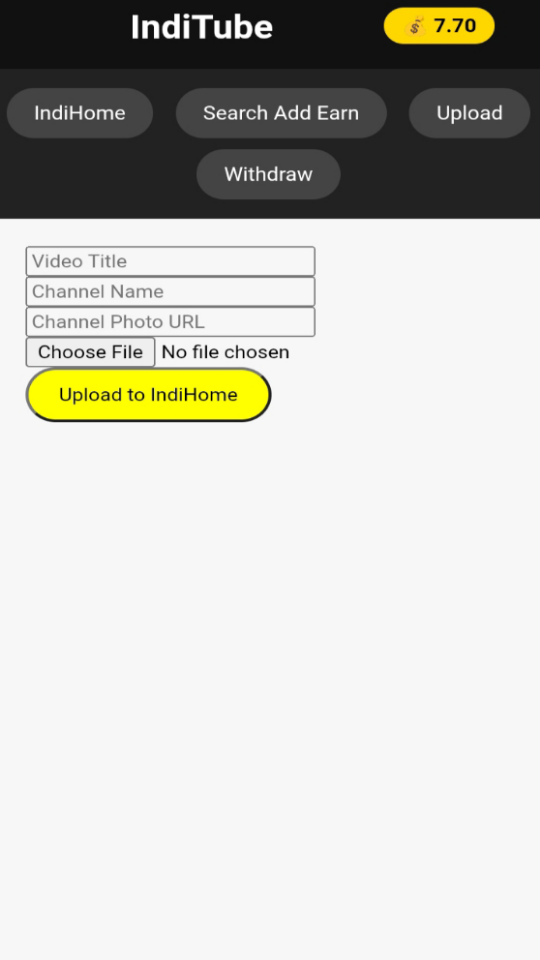 IndiTube
💰 7.70
IndiHome
Search Add Earn
Upload
Withdraw
Video Title
Channel Name
Channel Photo URL
Choose File No file chosen
Upload to IndiHome